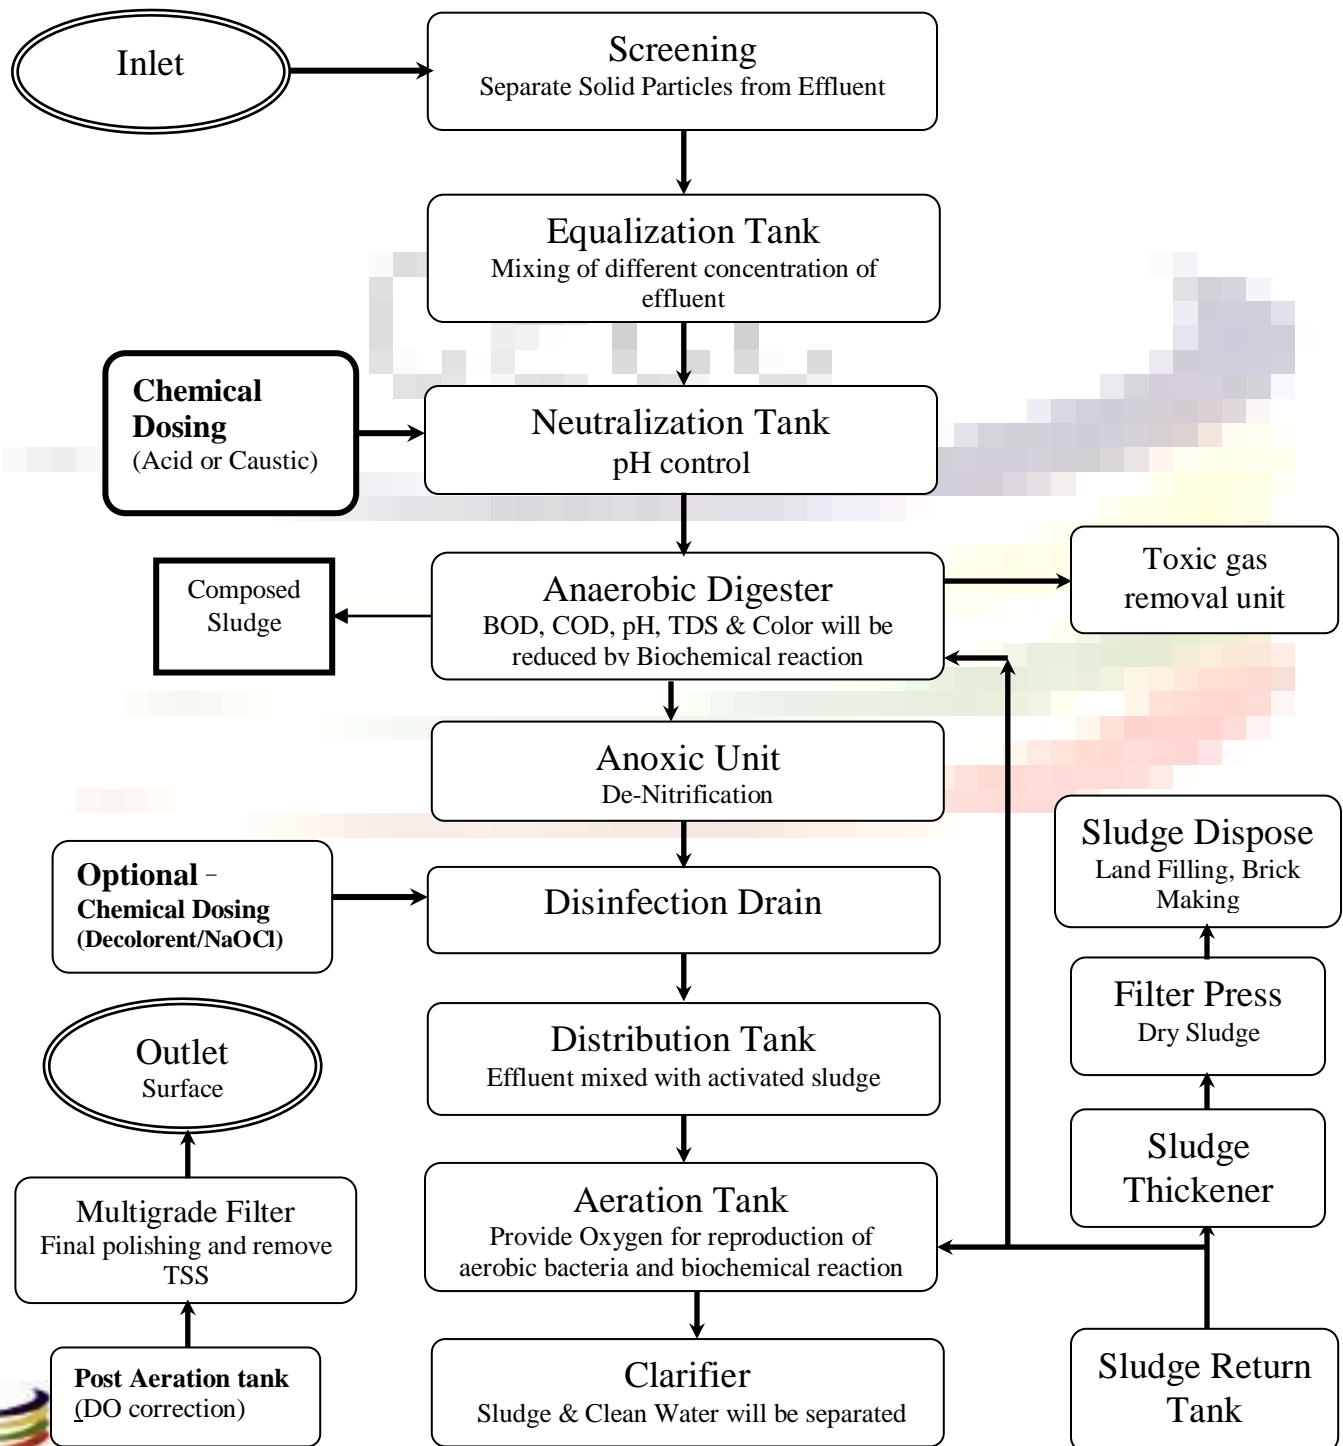 Inlet
Screening
Separate Solid Particles from Effluent
Equalization Tank
Mixing of different concentration of
effluent
Chemical
Dosing
(Acid or Caustic)
Neutralization Tank
pH control
Composed
Sludge
Anaerobic Digester
BOD, COD, pH, TDS & Color will be
reduced by Biochemical reaction
Toxic gas
removal unit
Anoxic Unit
De-Nitrification
Optional –
Chemical Dosing
(Decolorent/NaOCl)
Disinfection Drain
Sludge Dispose
Land Filling, Brick
Making
Filter Press
Dry Sludge
Outlet
Surface
Distribution Tank
Effluent mixed with activated sludge
Sludge
Thickener
Multigrade Filter
Final polishing and remove
TSS
Aeration Tank
Provide Oxygen for reproduction of
aerobic bacteria and biochemical reaction
Post Aeration tank
(DO correction)
Clarifier
Sludge & Clean Water will be separated
Sludge Return
Tank